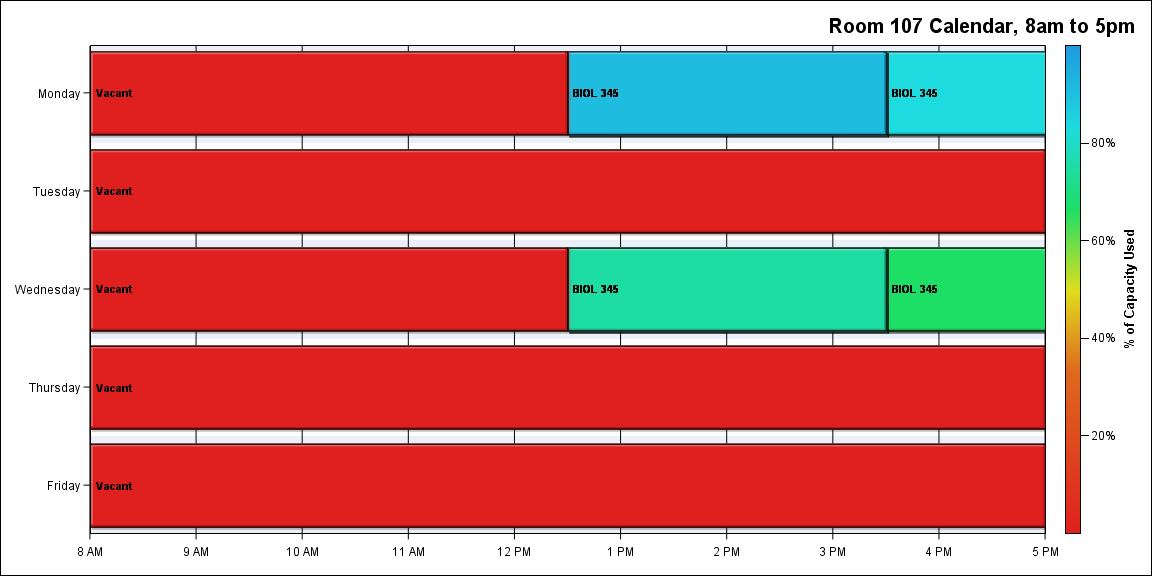 Room 107 Calendar, 8am to 5pm
Monday
Vacant
BIOL 345
BIOL 345
Tuesday
Vacant
Wednesday
Vacant
BIOL 345
BIOL 345
Thursday
Vacant
Friday
Vacant
8 AM 9 AM 10 AM 11 AM 12 PM 1 PM 2 PM 3 PM 4 PM 5 PM
80%
60%
40%
20%
% of Capacity Used